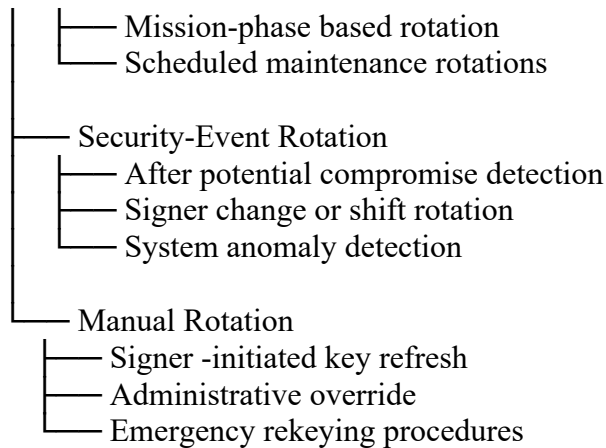 Mission-phase based rotation
Scheduled maintenance rotations
Security-Event Rotation
After potential compromise detection
Signer change or shift rotation
System anomaly detection
Manual Rotation
Signer -initiated key refresh
Administrative override
Emergency rekeying procedures